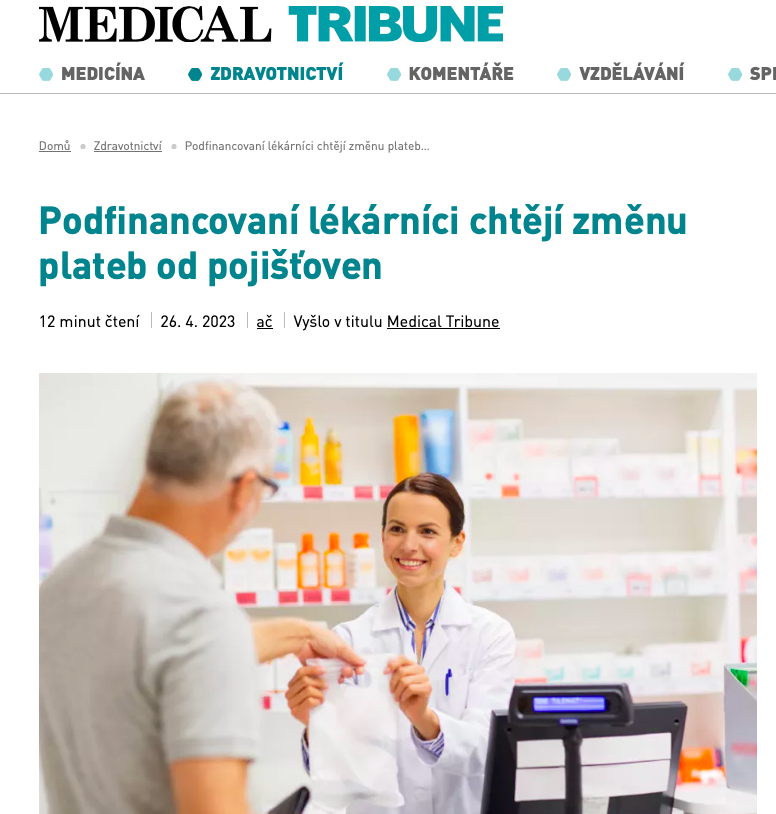 MEDICAL TRIBUNE
MEDICÍNA ZDRAVOTNICTVÍ KOMENTÁŘE VZDĚLÁVÁNÍ
Domů Zdravotnictví Podfinancovaní lékárníci chtějí změnu plateb...
Podfinancovaní lékárníci chtějí změnu
plateb od pojišťoven
12 minut čtení 26. 4. 2023 ač Vyšlo v titulu Medical Tribune